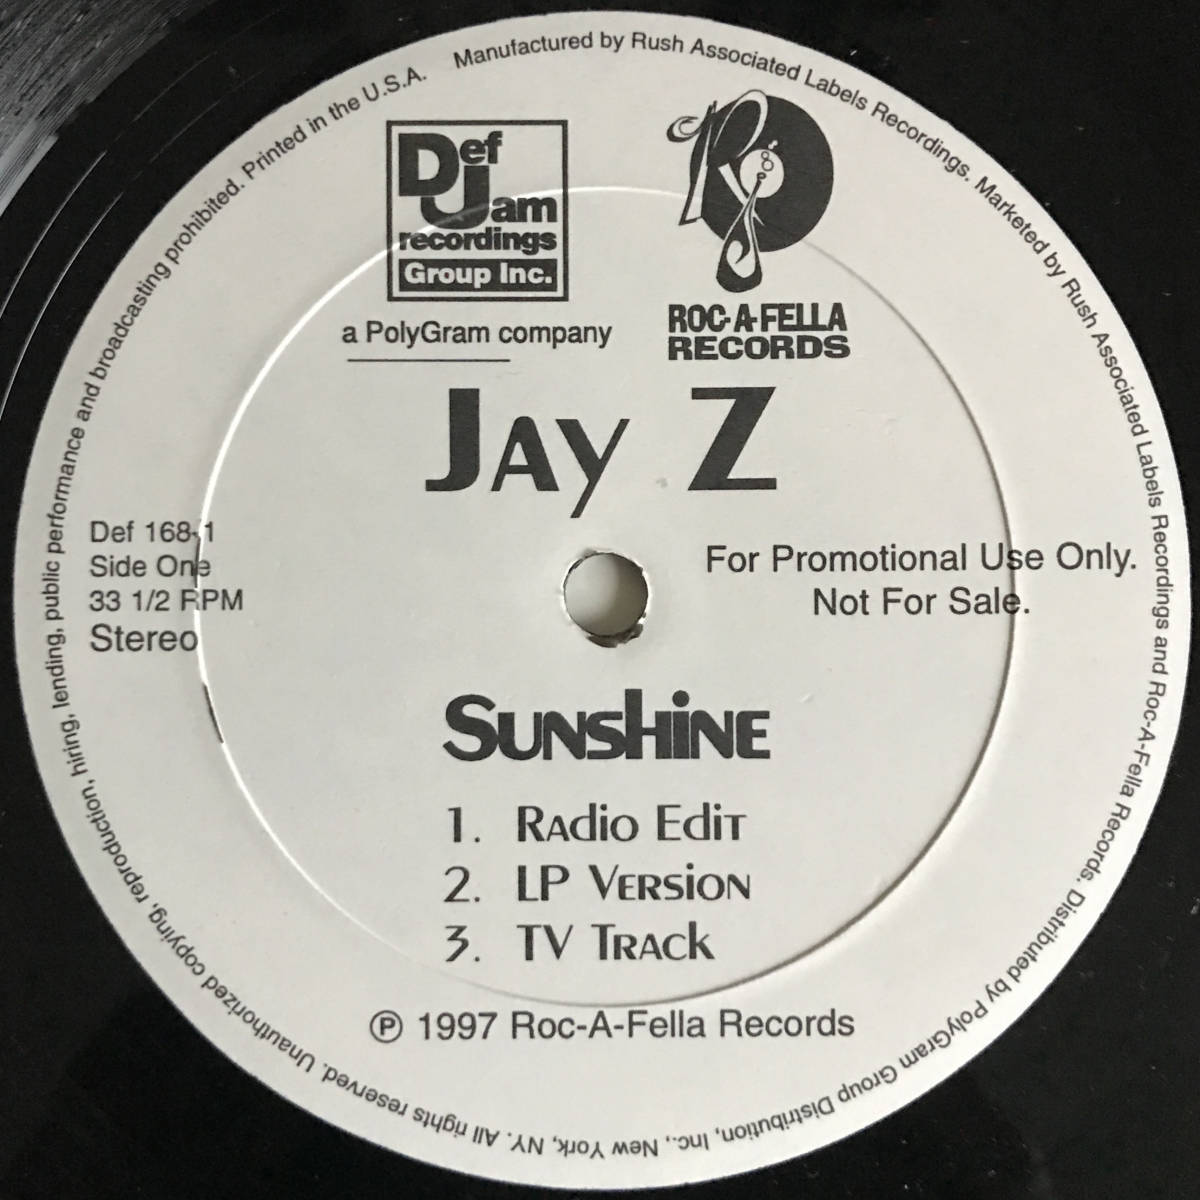 Manufactured by Rush Associated Labels Recordings. Marketed by Rush Associated Labels Recordings and Roc-A-Fella Records. Distributed by PolyGram Group Distribution, Inc., New York, NY. All rights reserved. Unauthorized copying, reproduction, hiring, lending, public performance and broadcasting prohibited. Printed in the U.S.A.
Def
Jam
recordings
Group Inc.
a PolyGram company
ROC-A-FELLA
RECORDS
Jay Z
Def 168-1
Side One
33 1/2 RPM
Stereo
For Promotional Use Only.
Not For Sale.
Sunshine
1. Radio Edit
2. LP Version
3. TV Track
℗ 1997 Roc-A-Fella Records